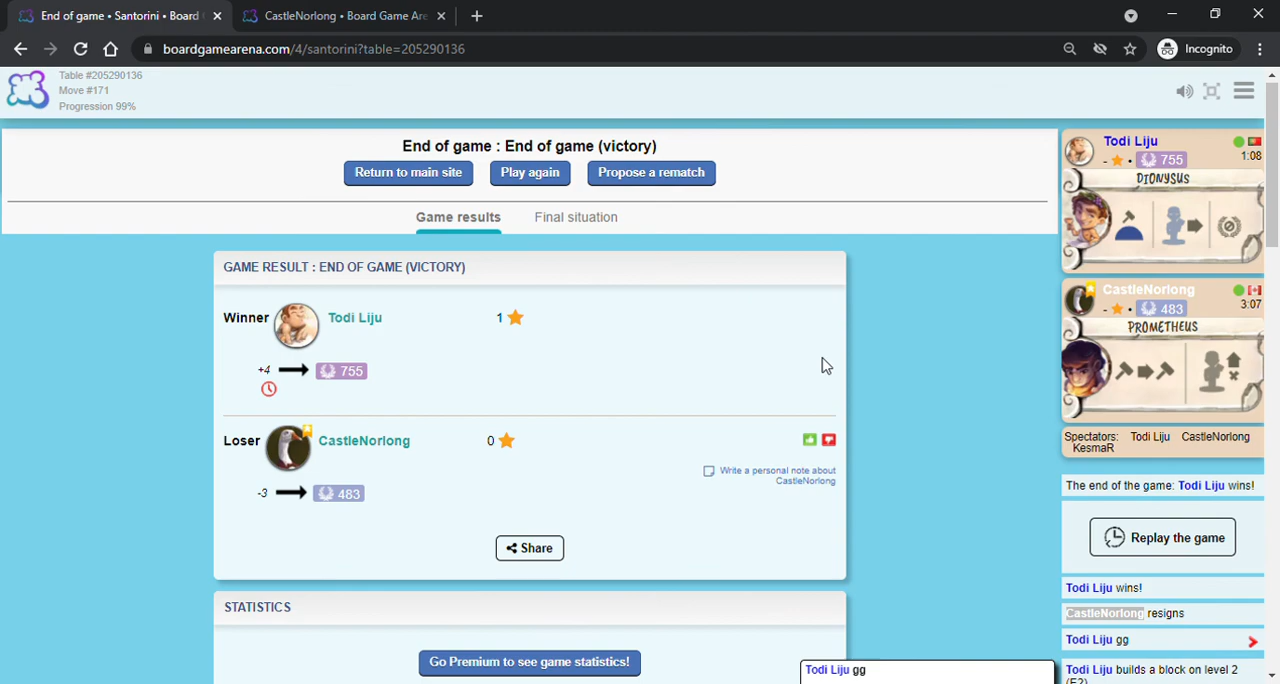 End of game • Santorini • Board
CastleNorlong • Board Game Are
boardgamearena.com/4/santorini?table=205290136
Incognito
Table #205290136
Move #171
Progression 99%
End of game : End of game (victory)
Return to main site
Play again
Propose a rematch
Game results
Final situation
GAME RESULT : END OF GAME (VICTORY)
Winner
Todi Liju
1
+4
755
Loser
CastleNorlong
0
Write a personal note about
CastleNorlong
-3
483
Share
STATISTICS
Go Premium to see game statistics!
Todi Liju
- • 755
1:08
DIONYSUS
CastleNorlong
- • 483
3:07
PROMETHEUS
Spectators: Todi Liju CastleNorlong
KesmaR
The end of the game: Todi Liju wins!
Replay the game
Todi Liju wins!
CastleNorlong resigns
Todi Liju gg
Todi Liju builds a block on level 2
(E2)
Todi Liju gg